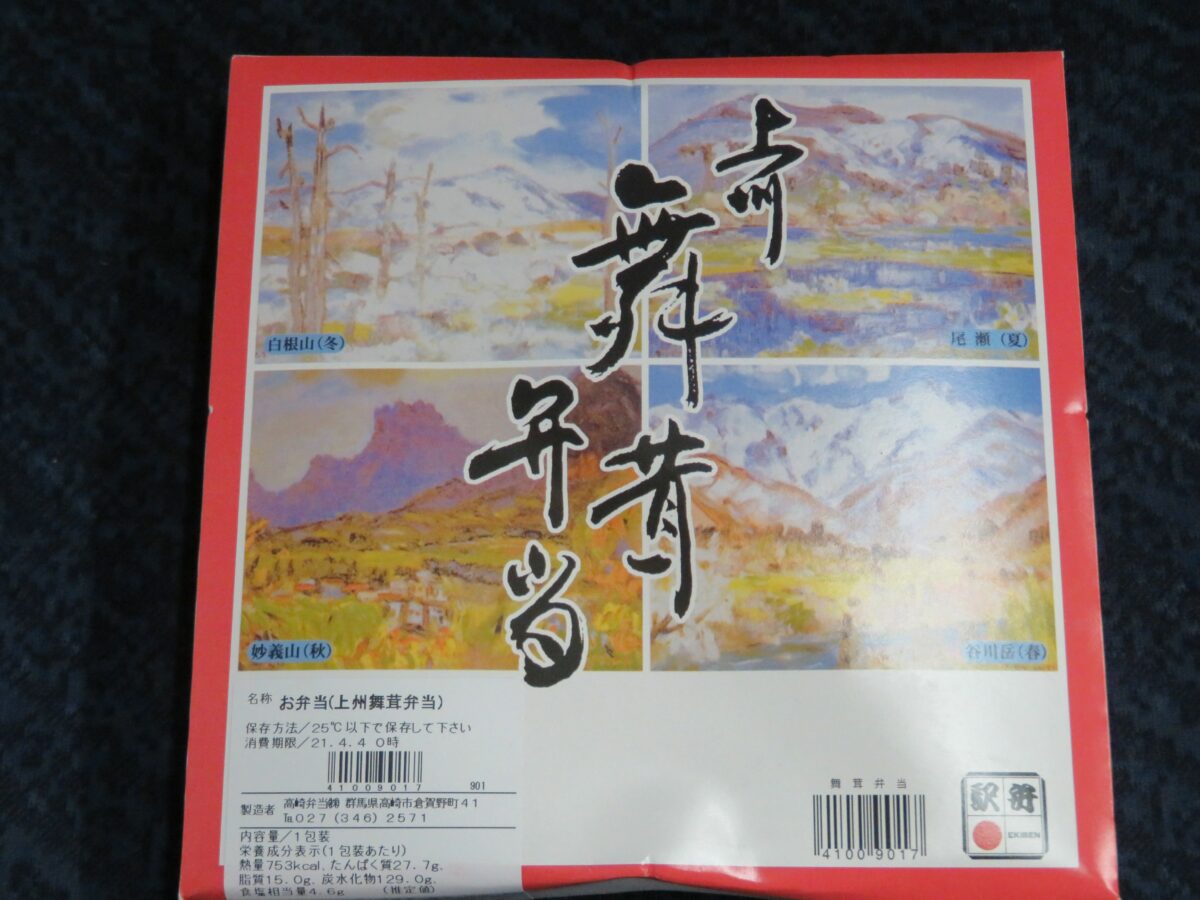 上州
舞茸
弁当
白根山(冬)
尾瀬(夏)
妙義山(秋)
谷川岳(春)
名称 お弁当(上州舞茸弁当)
保存方法/25℃以下で保存して下さい
消費期限/21.4.4 0時
41009017 901
製造者 高崎弁当㈱ 群馬県高崎市倉賀野町41
℡027(346)2571
内容量/1包装
栄養成分表示(1包装あたり)
熱量753kcal、たんぱく質27.7g、
脂質15.0g、炭水化物129.0g、
食塩相当量4.6g (推定値)
舞茸弁当
41009017
駅弁
EKIBEN